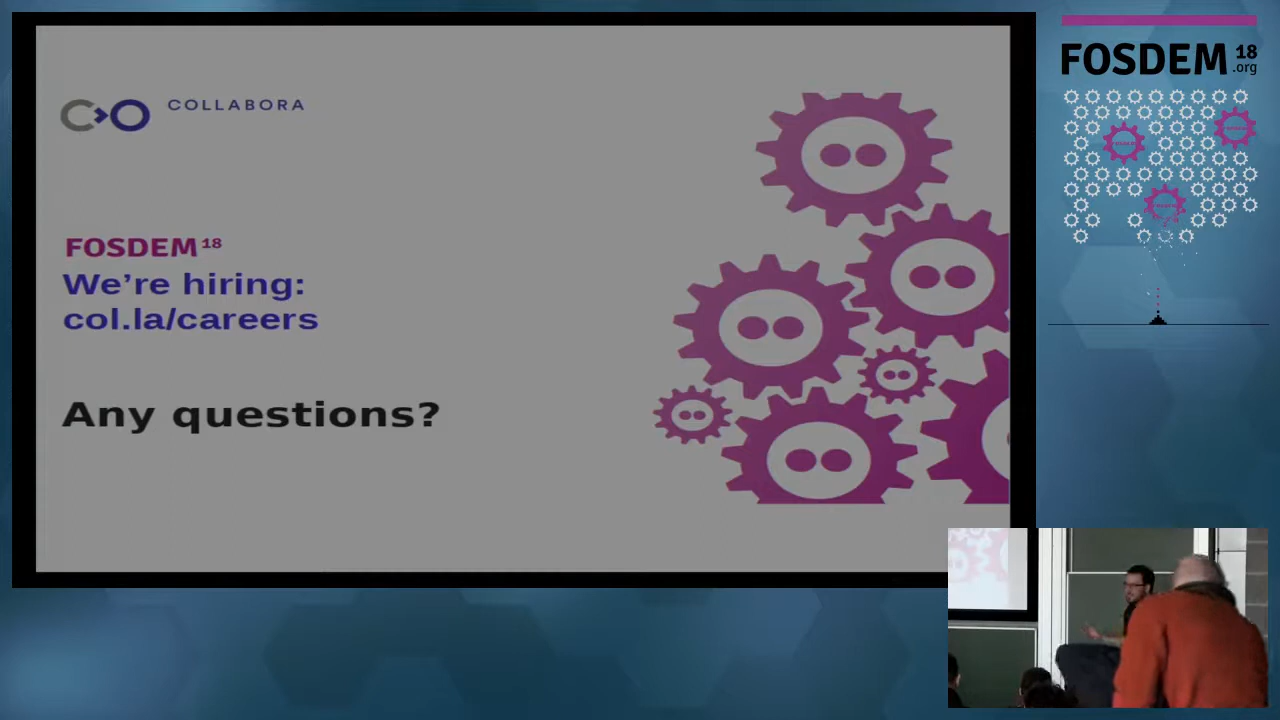 COLLABORA
FOSDEM 18
We're hiring:
col.la/careers
Any questions?
FOSDEM 18
.org